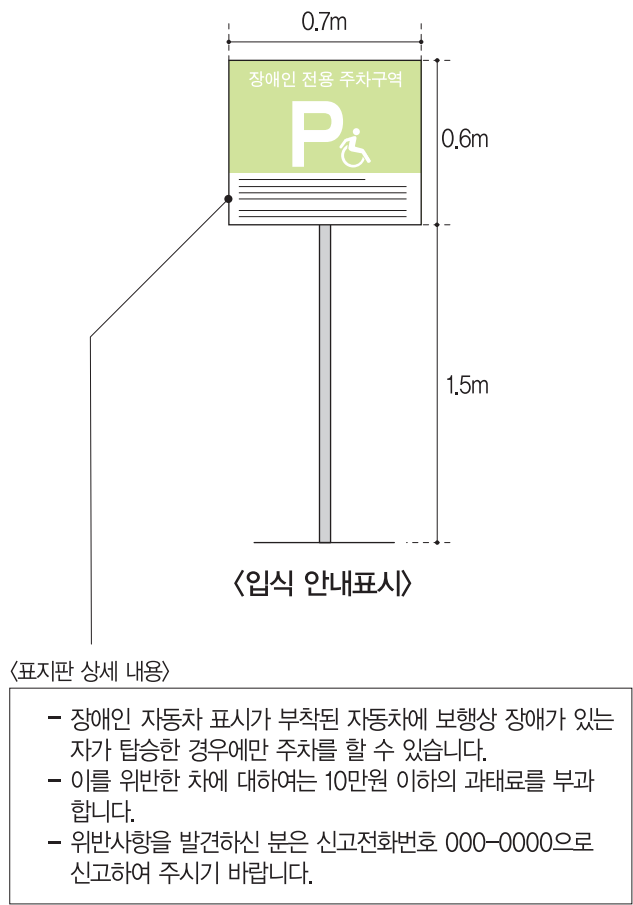 0.7m
장애인 전용 주차구역
P
0.6m
1.5m
〈입식 안내표시〉
〈표지판 상세 내용〉
- 장애인 자동차 표시가 부착된 자동차에 보행상 장애가 있는
자가 탑승한 경우에만 주차를 할 수 있습니다.
- 이를 위반한 차에 대하여는 10만원 이하의 과태료를 부과
합니다.
- 위반사항을 발견하신 분은 신고전화번호 000-0000으로
신고하여 주시기 바랍니다.